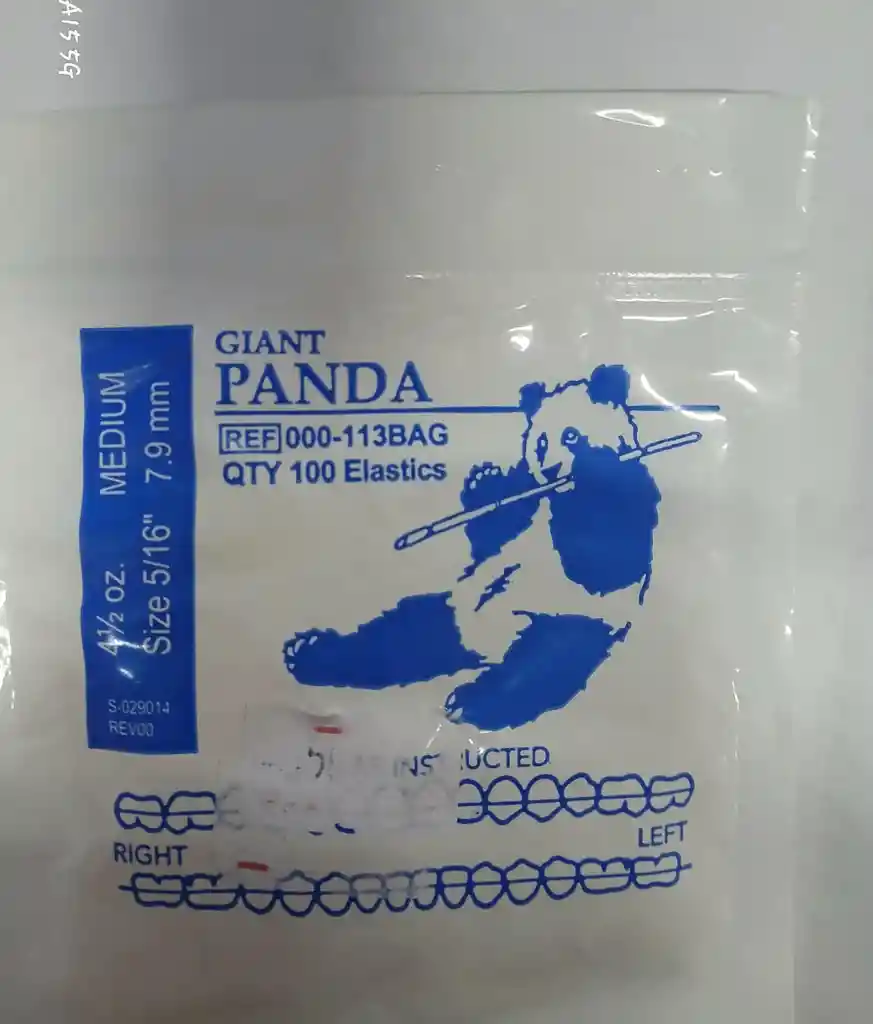 A155G
GIANT
PANDA
REF 000-113BAG
QTY 100 Elastics
4½ oz. MEDIUM
Size 5/16" 7.9 mm
S-029014
REV00
LEFT
RIGHT